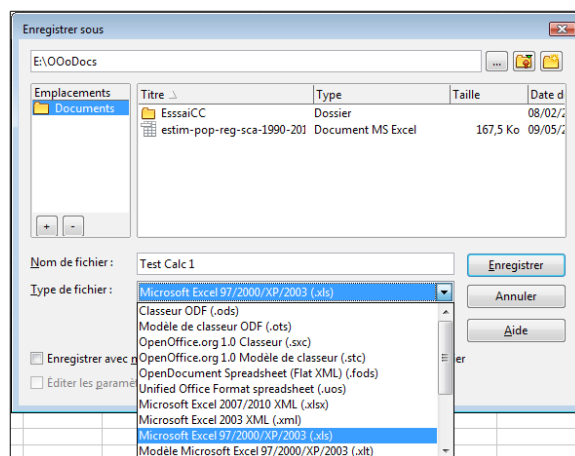 Enregistrer sous
E:\OOoDocs
...
Emplacements
Documents
Titre Type Taille Date d
EsssaiCC Dossier 08/02/2
estim-pop-reg-sca-1990-201 Document MS Excel 167,5 Ko 09/05/2
+ -
Nom de fichier : Test Calc 1 Enregistrer
Type de fichier : Microsoft Excel 97/2000/XP/2003 (.xls) Annuler
Classeur ODF (.ods)
Modèle de classeur ODF (.ots)
Aide
OpenOffice.org 1.0 Classeur (.sxc)
OpenOffice.org 1.0 Modèle de classeur (.stc)
Enregistrer avec er
OpenDocument Spreadsheet (Flat XML) (.fods)
Éditer les paramèt
Unified Office Format spreadsheet (.uos)
Microsoft Excel 2007/2010 XML (.xlsx)
Microsoft Excel 2003 XML (.xml)
Microsoft Excel 97/2000/XP/2003 (.xls)
Modèle Microsoft Excel 97/2000/XP/2003 (.xlt)